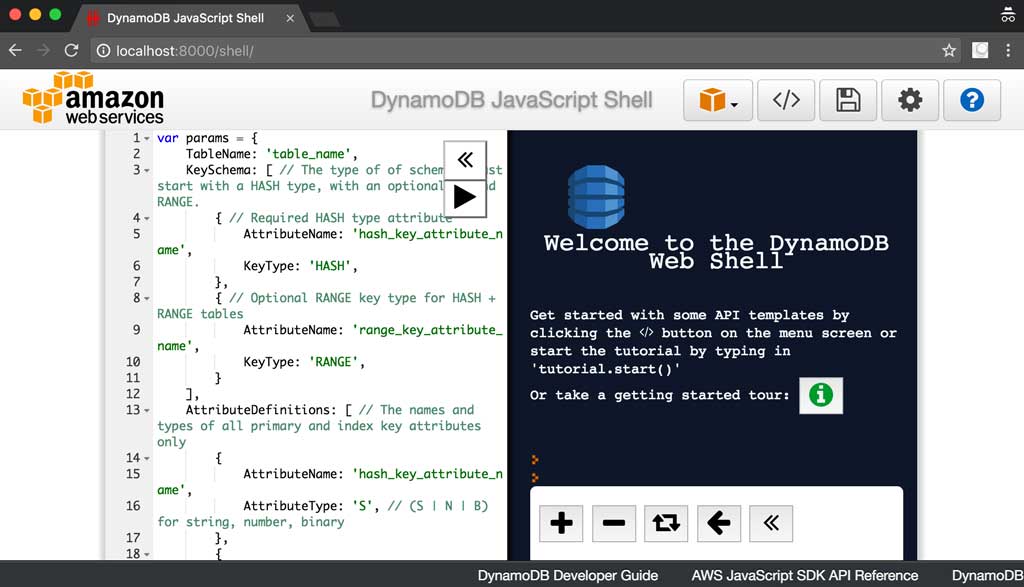 DynamoDB JavaScript Shell
localhost:8000/shell/
amazon
web services
DynamoDB JavaScript Shell
</>
?
1 var params = {
2 TableName: 'table_name',
3 KeySchema: [ // The type of of schem ust
start with a HASH type, with an optional d
RANGE.
4 { // Required HASH type attribute
5 AttributeName: 'hash_key_attribute_n
ame',
6 KeyType: 'HASH',
7 },
8 { // Optional RANGE key type for HASH +
RANGE tables
9 AttributeName: 'range_key_attribute_
name',
10 KeyType: 'RANGE',
11 }
12 ],
13 AttributeDefinitions: [ // The names and
types of all primary and index key attributes
only
14 {
15 AttributeName: 'hash_key_attribute_n
ame',
16 AttributeType: 'S', // (S | N | B)
for string, number, binary
17 },
18 {
Welcome to the DynamoDB
Web Shell
Get started with some API templates by
clicking the </> button on the menu screen or
start the tutorial by typing in
'tutorial.start()'
Or take a getting started tour:
>
>
DynamoDB Developer Guide
AWS JavaScript SDK API Reference
DynamoDB